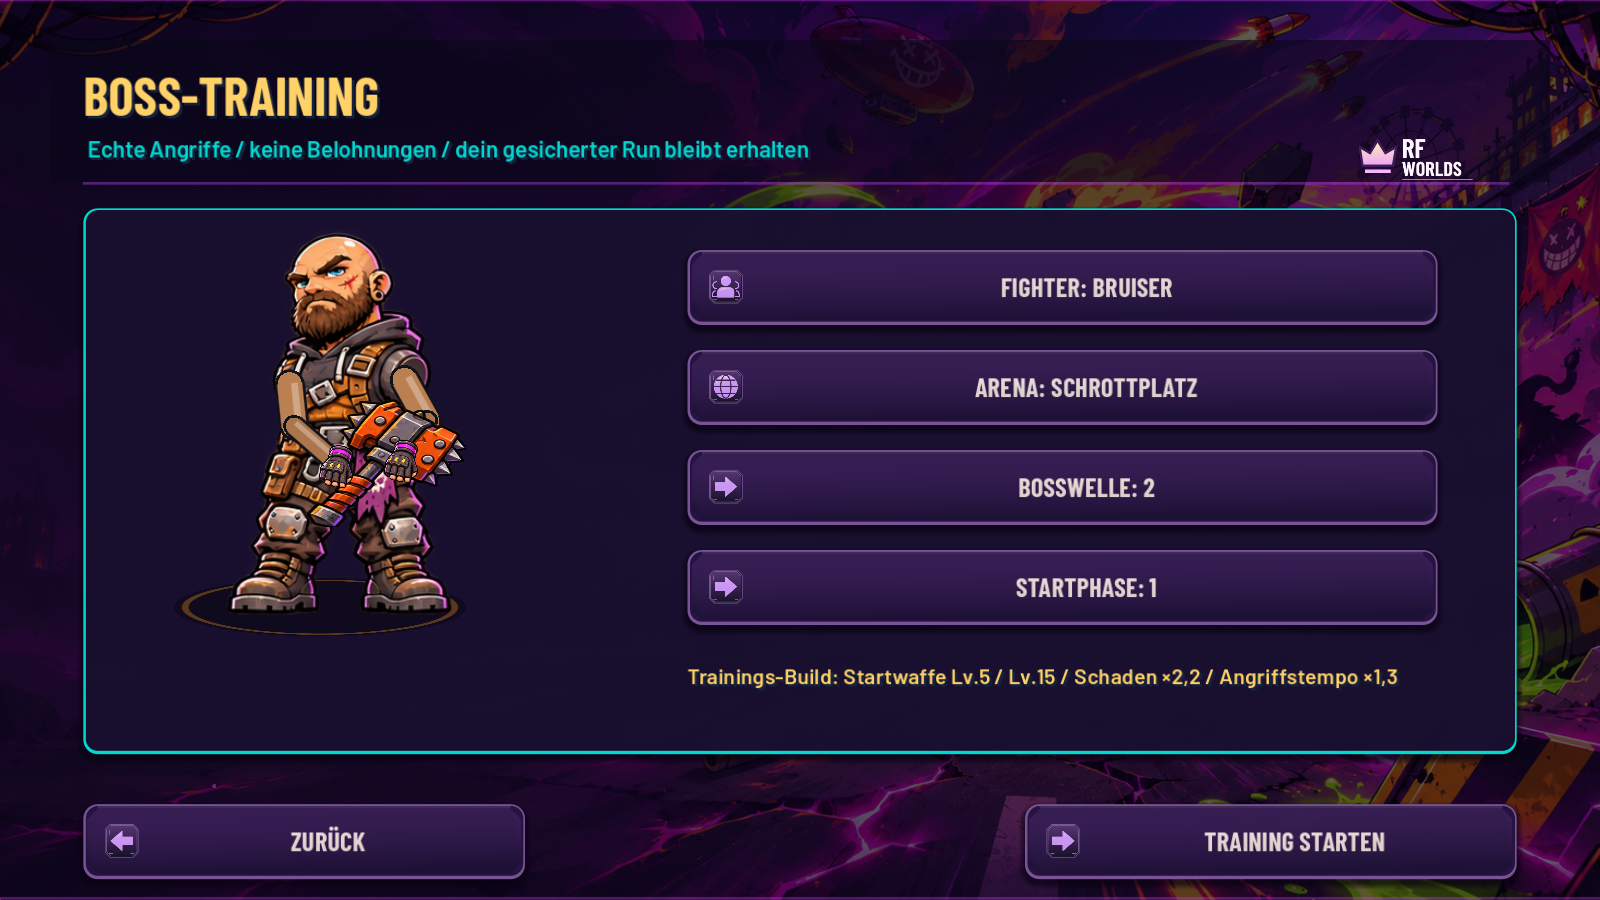 BOSS-TRAINING
Echte Angriffe / keine Belohnungen / dein gesicherter Run bleibt erhalten
RF
WORLDS
FIGHTER: BRUISER
ARENA: SCHROTTPLATZ
BOSSWELLE: 2
STARTPHASE: 1
Trainings-Build: Startwaffe Lv.5 / Lv.15 / Schaden ×2,2 / Angriffstempo ×1,3
ZURÜCK
TRAINING STARTEN